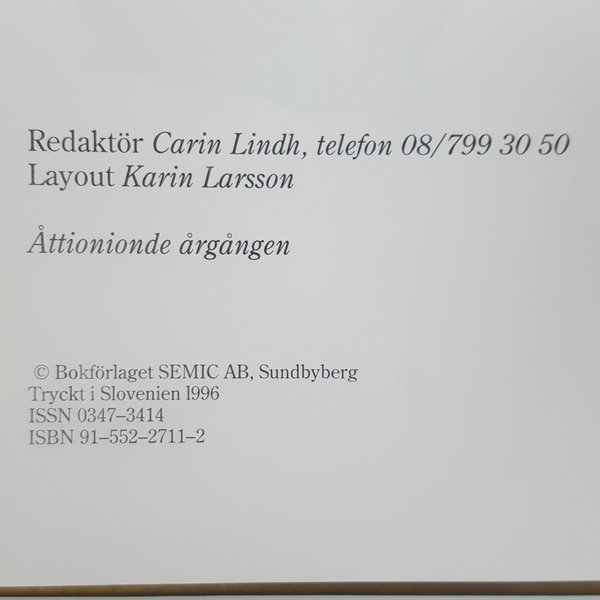 Redaktör Carin Lindh, telefon 08/799 30 50
Layout Karin Larsson
Åttionionde årgången
© Bokförlaget SEMIC AB, Sundbyberg
Tryckt i Slovenien 1996
ISSN 0347–3414
ISBN 91–552–2711–2